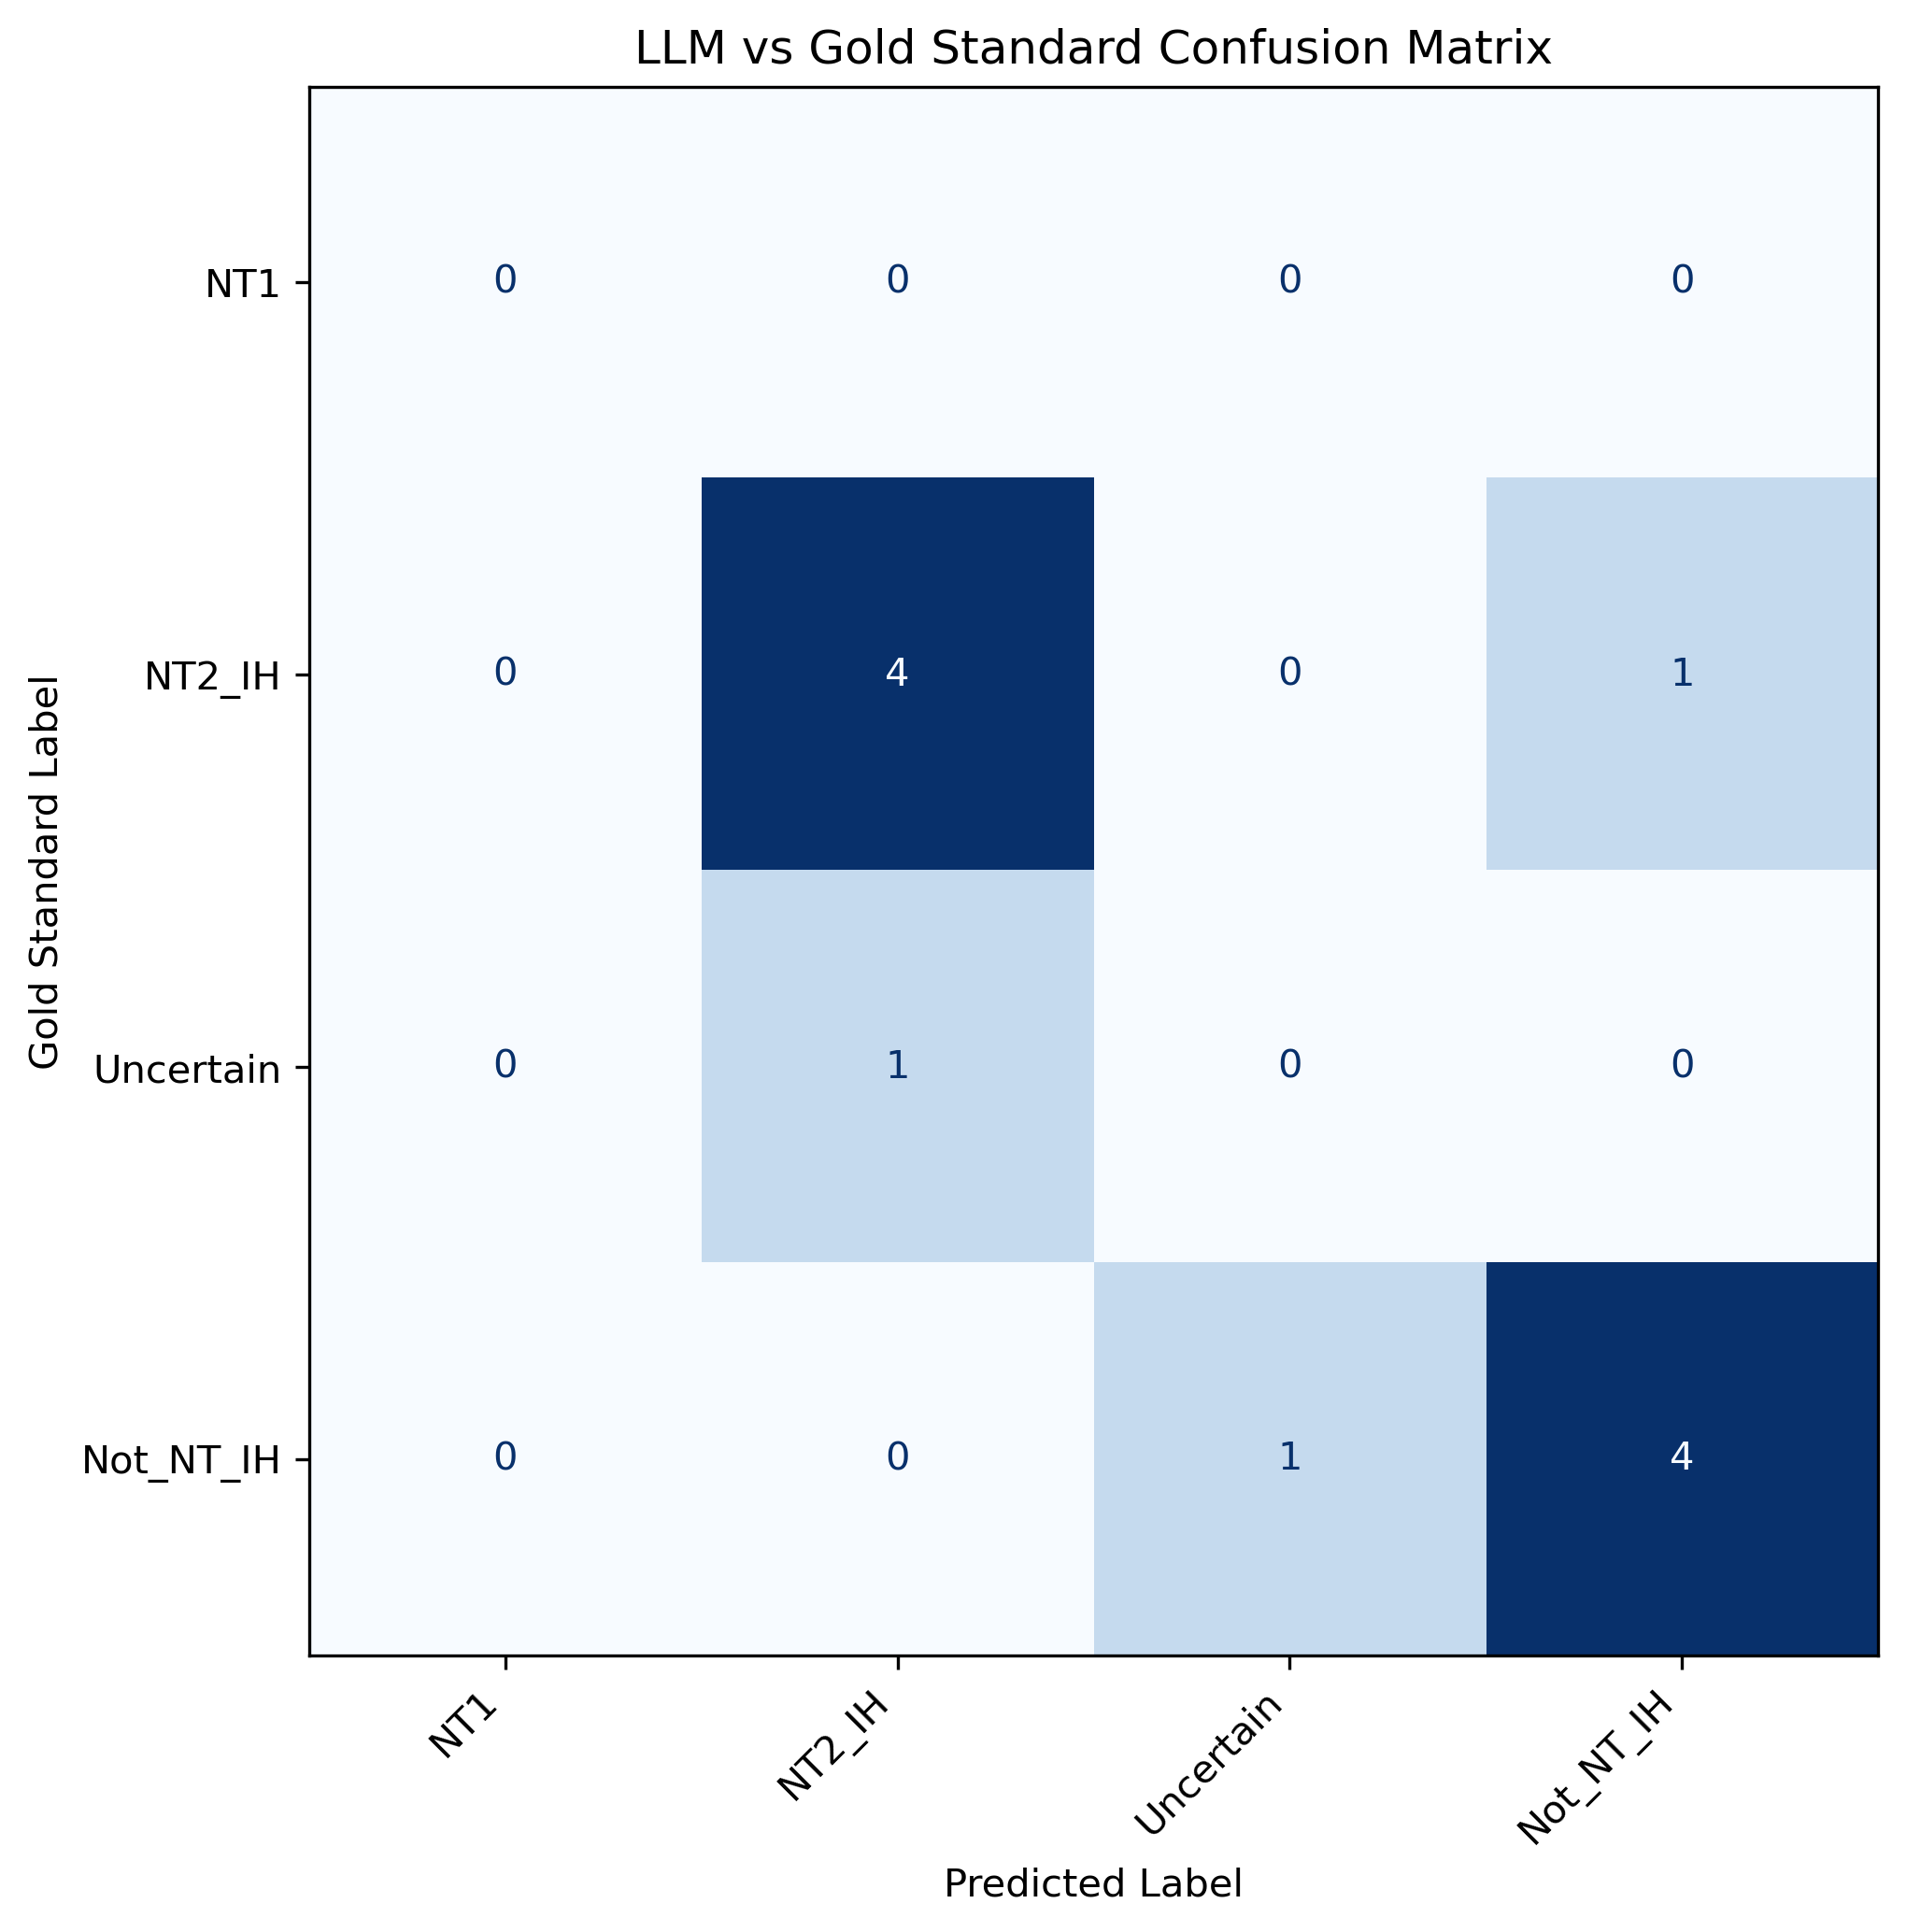 LLM vs Gold Standard Confusion Matrix
Gold Standard Label
NT1 0 0 0 0
NT2_IH 0 4 0 1
Uncertain 0 1 0 0
Not_NT_IH 0 0 1 4
NT1 NT2_IH Uncertain Not_NT_IH
Predicted Label